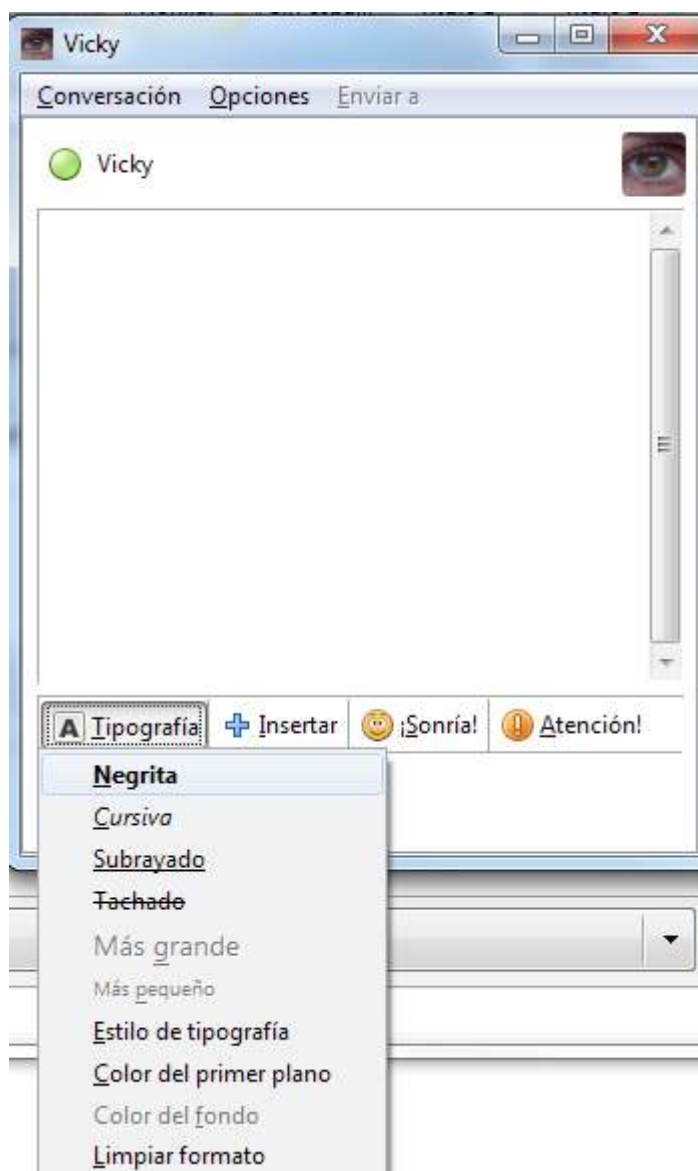 Vicky
Conversación Opciones Enviar a
Vicky
A Tipografía Insertar ¡Sonría! Atención!
Negrita
Cursiva
Subrayado
Tachado
Más grande
Más pequeño
Estilo de tipografía
Color del primer plano
Color del fondo
Limpiar formato